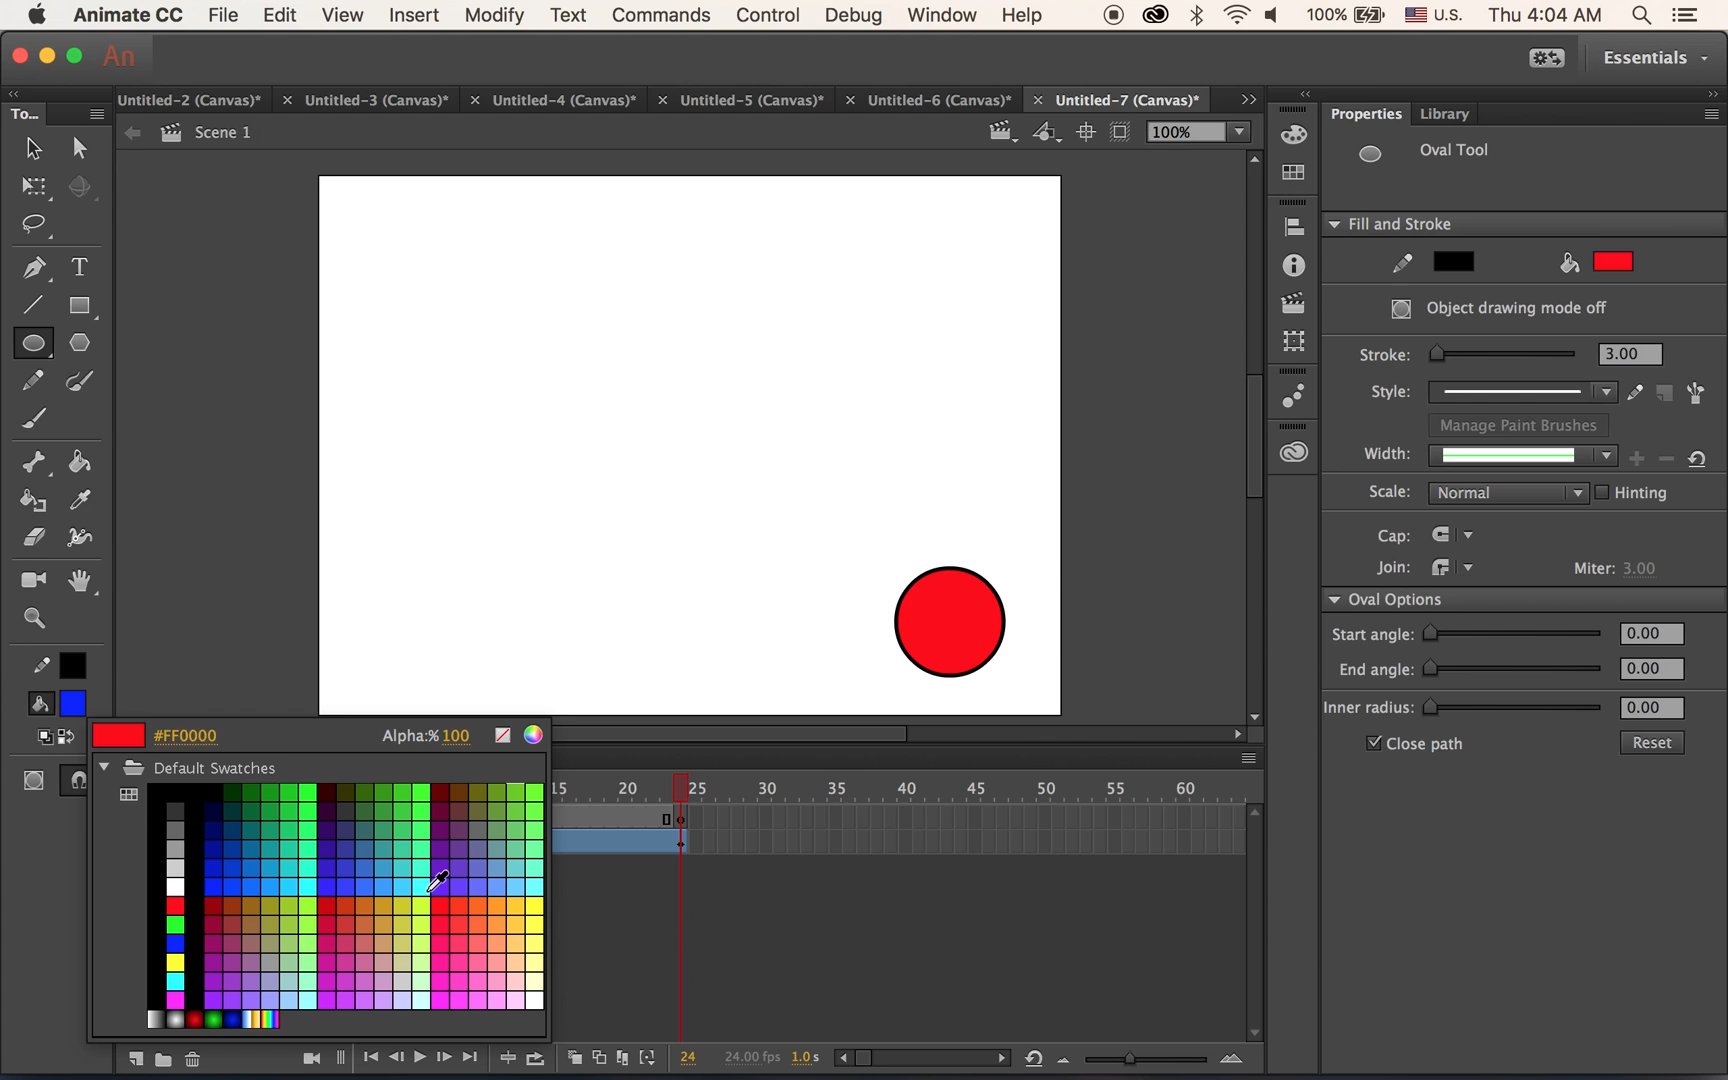 Animate CC File Edit View Insert Modify Text Commands Control Debug Window Help 100% U.S. Thu 4:04 AM
An Essentials
Untitled-2 (Canvas)* Untitled-3 (Canvas)* Untitled-4 (Canvas)* Untitled-5 (Canvas)* Untitled-6 (Canvas)* Untitled-7 (Canvas)*
To...
Properties Library
Scene 1 100%
Oval Tool
Fill and Stroke
Object drawing mode off
Stroke: 3.00
Style:
Manage Paint Brushes
Width:
Scale: Normal Hinting
Cap:
Join: Miter: 3.00
Oval Options
Start angle: 0.00
End angle: 0.00
Inner radius: 0.00
Close path Reset
#FF0000 Alpha:% 100
Default Swatches
15 20 25 30 35 40 45 50 55 60
24 24.00 fps 1.0 s